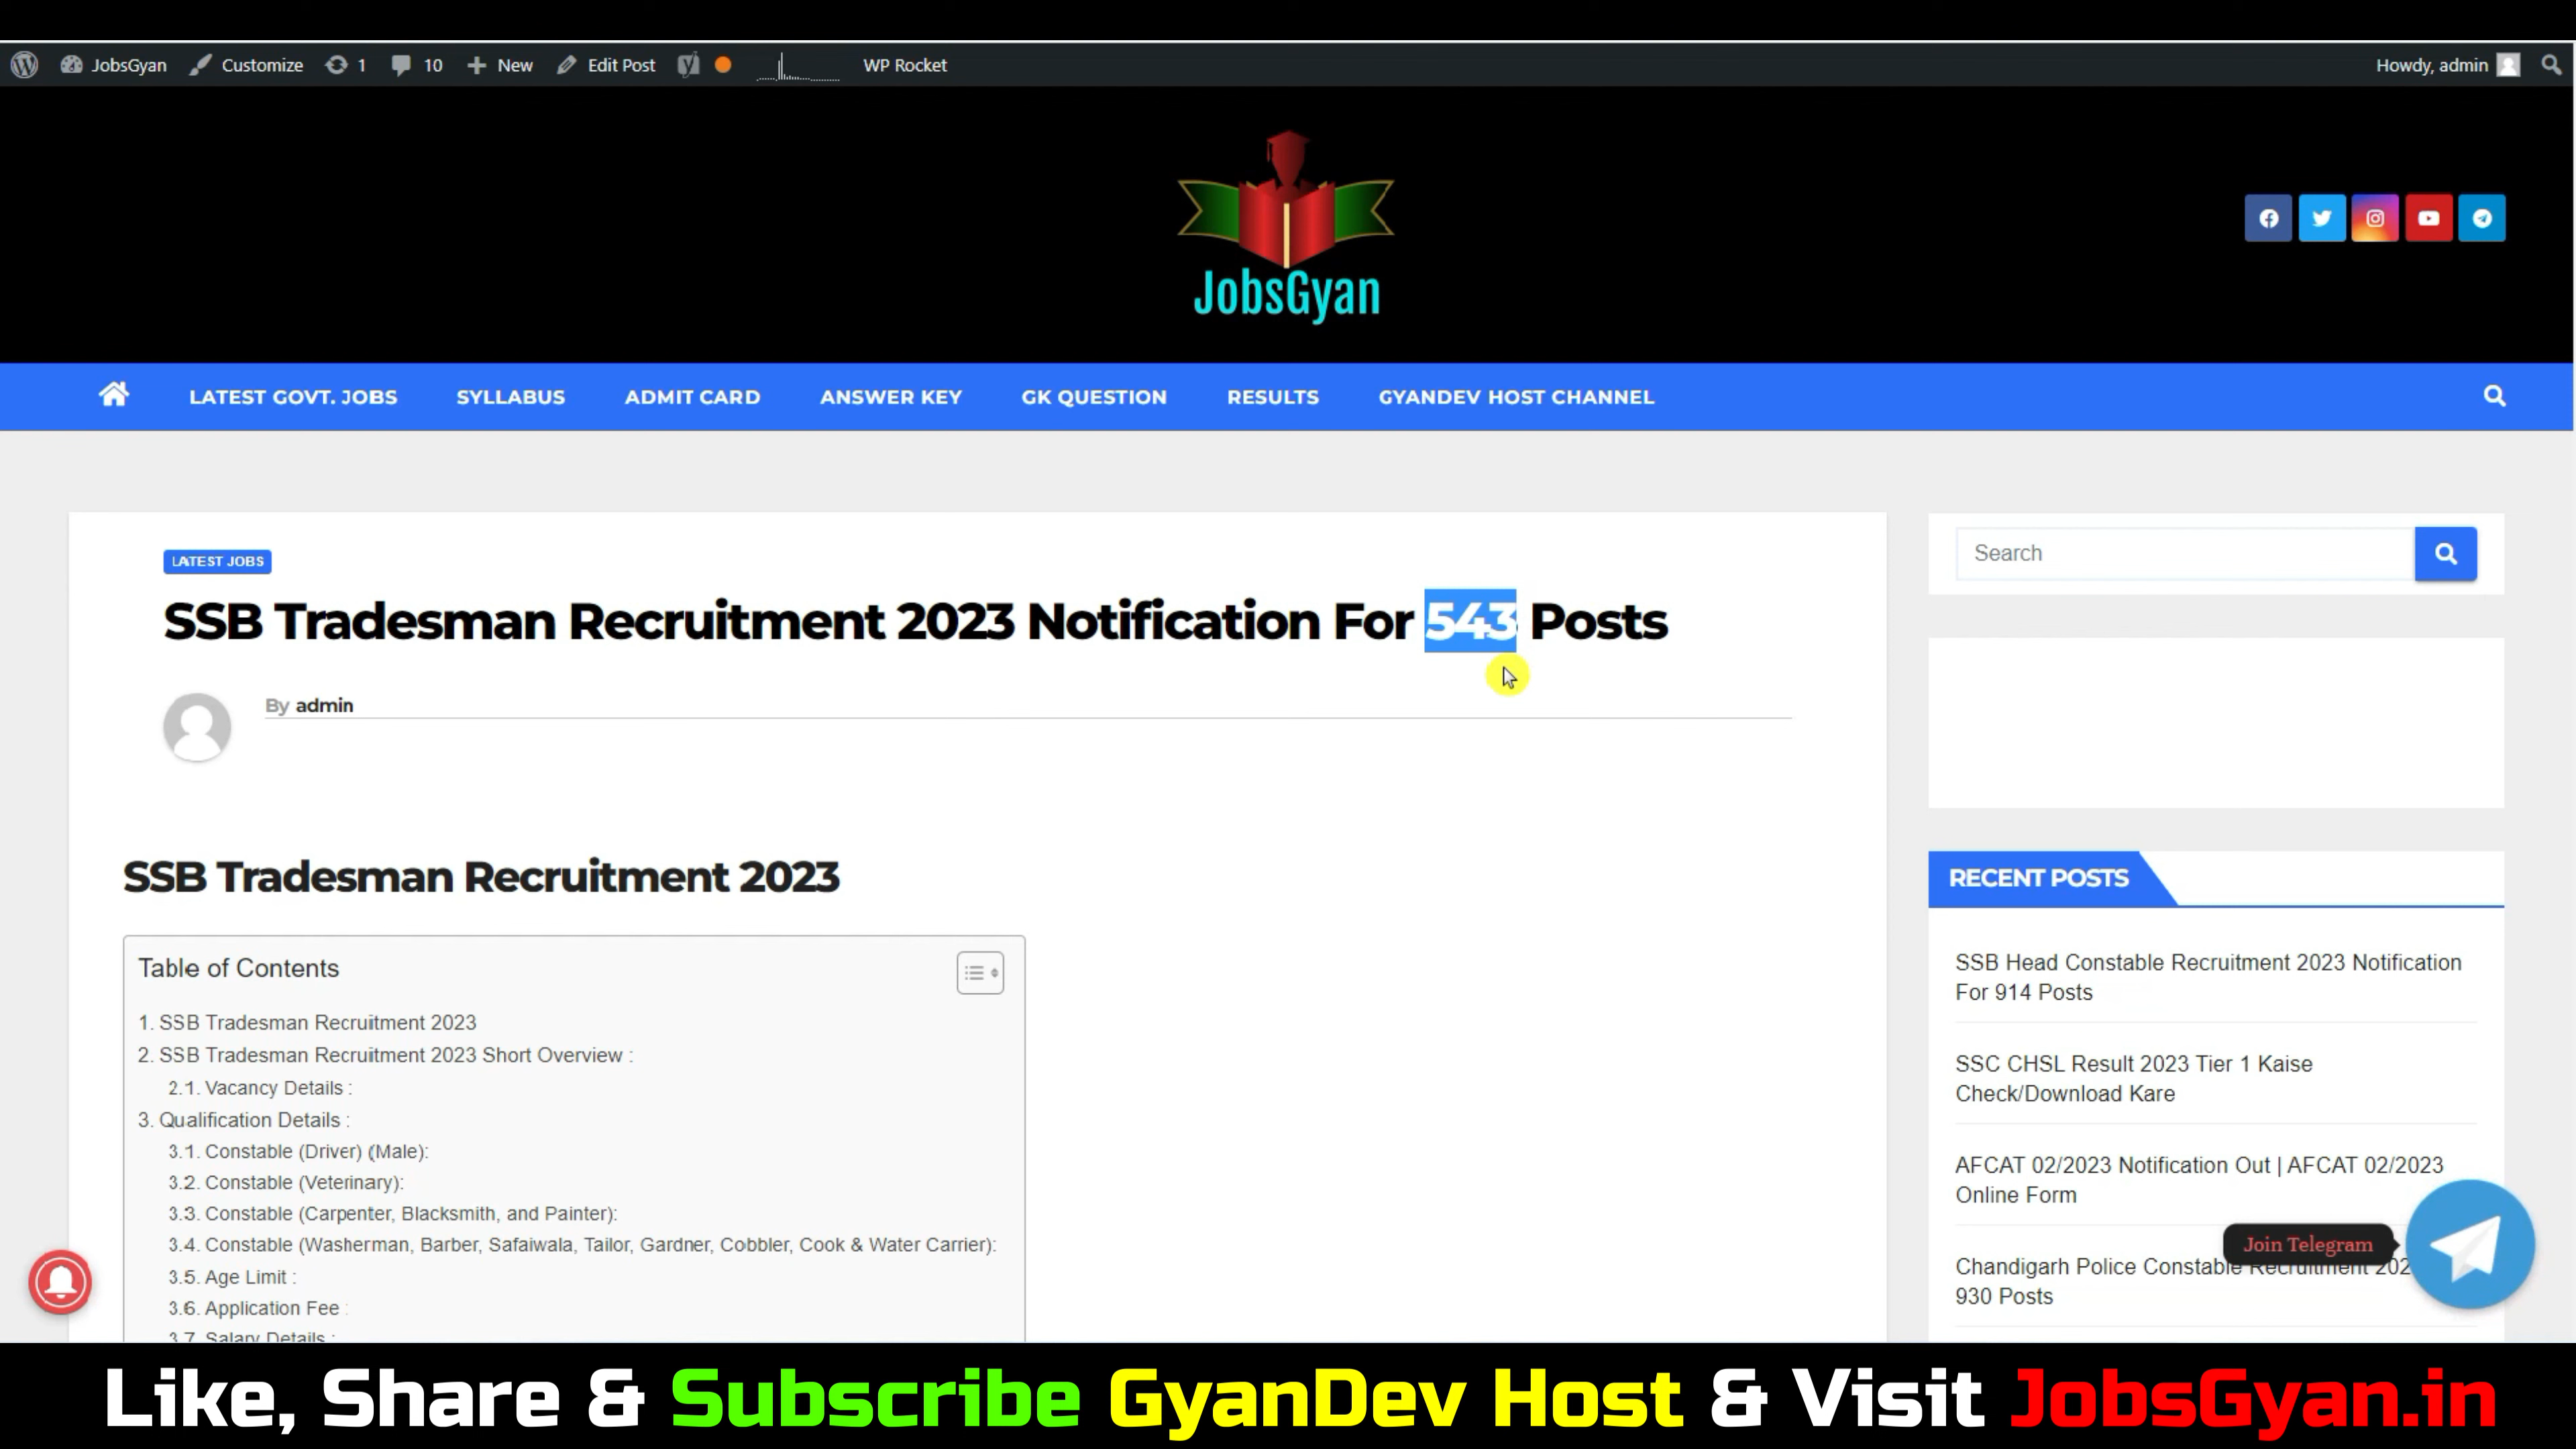 JobsGyan Customize 1 10 New Edit Post WP Rocket Howdy, admin
JobsGyan
LATEST GOVT. JOBS SYLLABUS ADMIT CARD ANSWER KEY GK QUESTION RESULTS GYANDEV HOST CHANNEL
LATEST JOBS
SSB Tradesman Recruitment 2023 Notification For 543 Posts
By admin
SSB Tradesman Recruitment 2023
Table of Contents
1. SSB Tradesman Recruitment 2023
2. SSB Tradesman Recruitment 2023 Short Overview :
2.1. Vacancy Details :
3. Qualification Details :
3.1. Constable (Driver) (Male):
3.2. Constable (Veterinary):
3.3. Constable (Carpenter, Blacksmith, and Painter):
3.4. Constable (Washerman, Barber, Safaiwala, Tailor, Gardner, Cobbler, Cook & Water Carrier):
3.5. Age Limit :
3.6. Application Fee :
3.7. Salary Details :
Search
RECENT POSTS
SSB Head Constable Recruitment 2023 Notification
For 914 Posts
SSC CHSL Result 2023 Tier 1 Kaise
Check/Download Kare
AFCAT 02/2023 Notification Out | AFCAT 02/2023
Online Form
Join Telegram
Chandigarh Police Constable Recruitment 202
930 Posts
Like, Share & Subscribe GyanDev Host & Visit JobsGyan.in